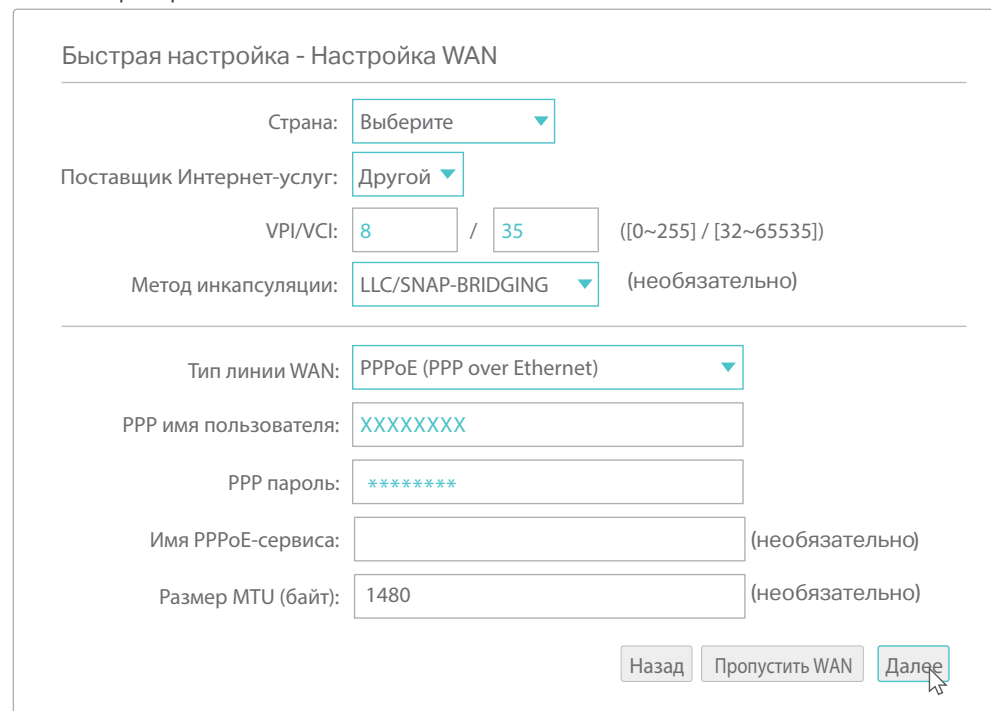 Быстрая настройка - Настройка WAN
Страна: Выберите
Поставщик Интернет-услуг: Другой
VPI/VCI: 8 / 35 ([0~255] / [32~65535])
Метод инкапсуляции: LLC/SNAP-BRIDGING (необязательно)
Тип линии WAN: PPPoE (PPP over Ethernet)
PPP имя пользователя: XXXXXXXX
PPP пароль: ********
Имя PPPoE-сервиса: (необязательно)
Размер MTU (байт): 1480 (необязательно)
Назад Пропустить WAN Далее